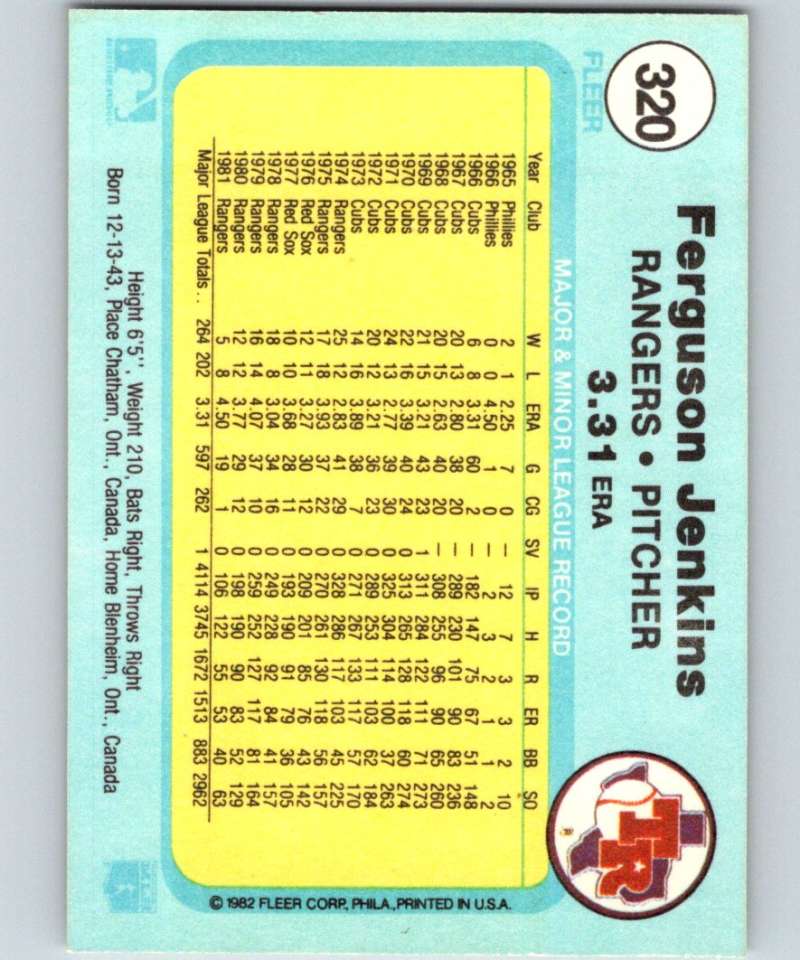 320
FLEER
Ferguson Jenkins
RANGERS • PITCHER
3.31 ERA
TR
MAJOR & MINOR LEAGUE RECORD
Year Club W L ERA G CG SV IP H R ER BB SO
1965 Phillies 2 1 2.25 7 0 — 12 7 3 3 2 10
1966 Phillies 0 0 4.50 1 0 — 2 3 2 1 1 2
1966 Cubs 6 8 3.31 60 2 — 182 147 75 67 51 148
1967 Cubs 20 13 2.80 38 20 — 289 230 101 90 83 236
1968 Cubs 20 15 2.63 40 20 — 308 255 96 90 65 260
1969 Cubs 21 15 3.21 43 23 1 311 284 122 111 71 273
1970 Cubs 22 16 3.39 40 24 0 313 265 128 118 60 274
1971 Cubs 24 13 2.77 39 30 0 325 304 114 100 37 263
1972 Cubs 20 12 3.21 36 23 0 289 253 111 103 62 184
1973 Cubs 14 16 3.89 38 7 0 271 267 133 117 57 170
1974 Rangers 25 12 2.83 41 29 0 328 286 117 103 45 225
1975 Rangers 17 18 3.93 37 22 0 270 261 130 118 56 157
1976 Red Sox 12 11 3.27 30 12 0 209 201 85 76 43 142
1977 Red Sox 10 10 3.68 28 11 0 193 190 91 79 36 105
1978 Rangers 18 8 3.04 34 16 0 249 228 92 84 41 157
1979 Rangers 16 14 4.07 37 10 0 259 252 127 117 81 164
1980 Rangers 12 12 3.77 29 12 0 198 190 90 83 52 129
1981 Rangers 5 8 4.50 19 1 0 106 122 55 53 40 63
Major League Totals . . 264 202 3.31 597 262 1 4114 3745 1672 1513 883 2962
Height 6'5", Weight 210, Bats Right, Throws Right
Born 12-13-43, Place Chatham, Ont., Canada, Home Blenheim, Ont., Canada
© 1982 FLEER CORP., PHILA., PRINTED IN U.S.A.